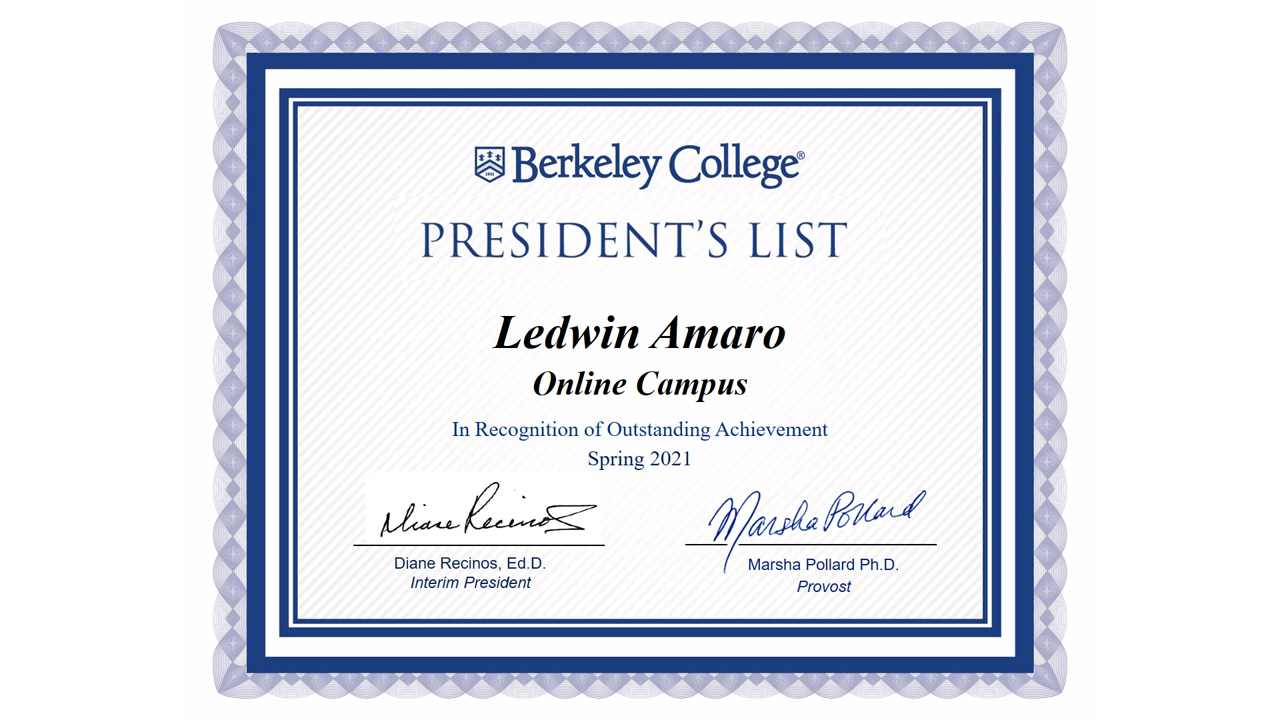 Berkeley College®
PRESIDENT'S LIST
Ledwin Amaro
Online Campus
In Recognition of Outstanding Achievement
Spring 2021
Diane Recinos Marsha Pollard
Diane Recinos, Ed.D. Marsha Pollard Ph.D.
Interim President Provost